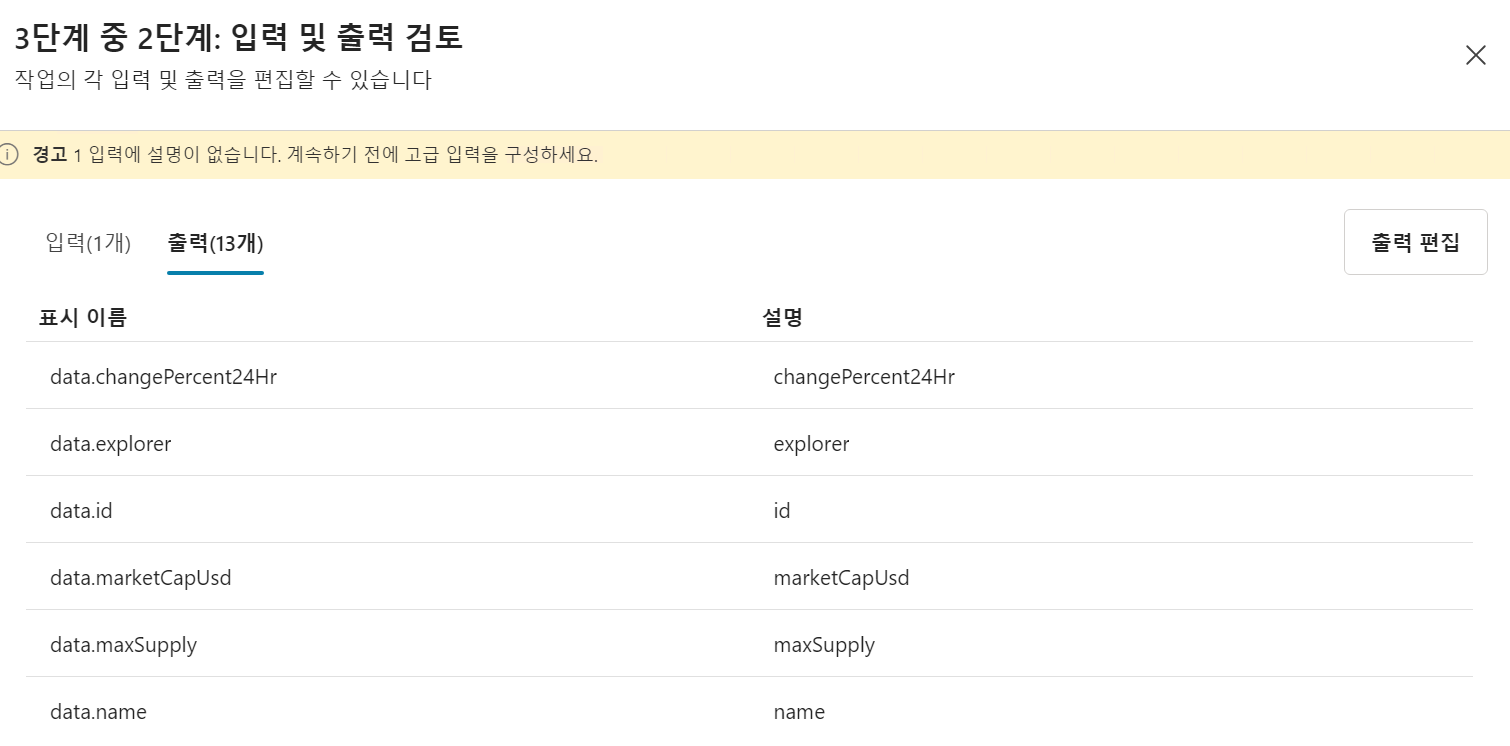 3단계 중 2단계: 입력 및 출력 검토
작업의 각 입력 및 출력을 편집할 수 있습니다
경고 1 입력에 설명이 없습니다. 계속하기 전에 고급 입력을 구성하세요.
입력(1개) 출력(13개) 출력 편집
표시 이름 설명
data.changePercent24Hr changePercent24Hr
data.explorer explorer
data.id id
data.marketCapUsd marketCapUsd
data.maxSupply maxSupply
data.name name